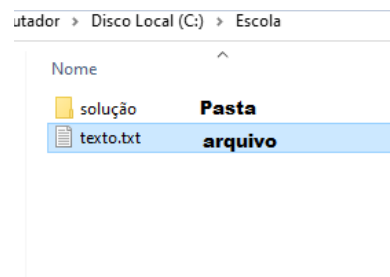 utador > Disco Local (C:) > Escola
Nome
solução Pasta
texto.txt arquivo